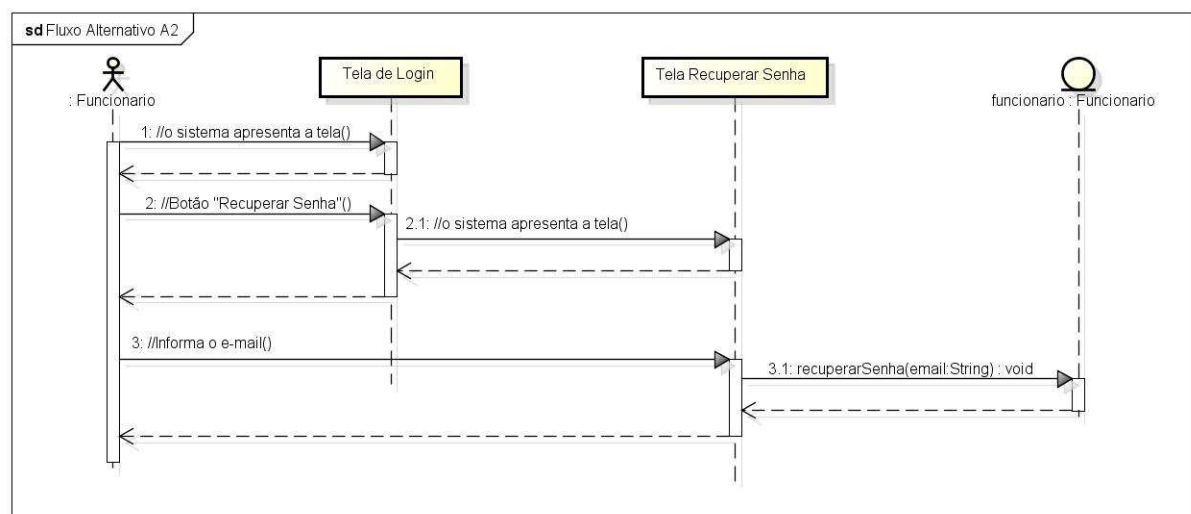 sd Fluxo Alternativo A2
: Funcionario
Tela de Login
Tela Recuperar Senha
funcionario : Funcionario
1: //o sistema apresenta a tela()
2: //Botão "Recuperar Senha"()
2.1: //o sistema apresenta a tela()
3: //Informa o e-mail()
3.1: recuperarSenha(email:String) : void